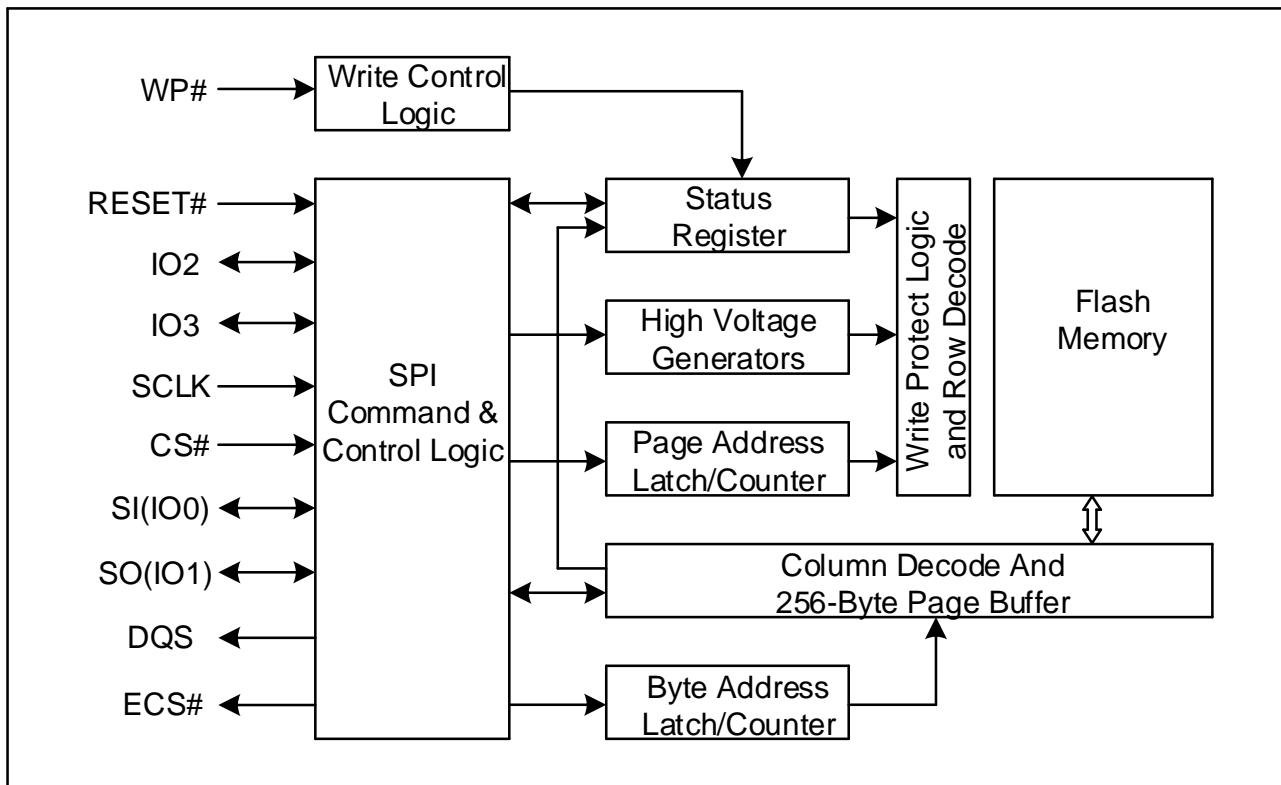 WP#
Write Control
Logic
RESET#
IO2
IO3
SCLK
CS#
SI(IO0)
SO(IO1)
DQS
ECS#
SPI
Command &
Control Logic
Status
Register
High Voltage
Generators
Page Address
Latch/Counter
Write Protect Logic
and Row Decode
Flash
Memory
Column Decode And
256-Byte Page Buffer
Byte Address
Latch/Counter